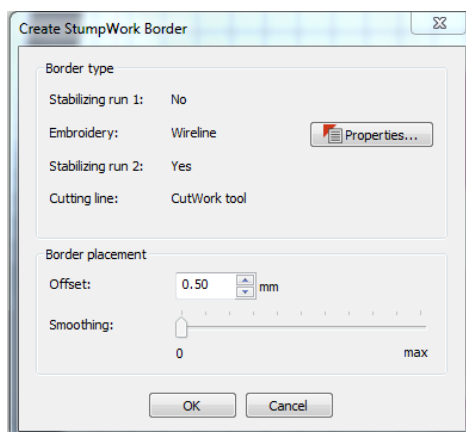 Create StumpWork Border
Border type
Stabilizing run 1: No
Embroidery: Wireline Properties...
Stabilizing run 2: Yes
Cutting line: CutWork tool
Border placement
Offset: 0.50 mm
Smoothing:
0 max
OK Cancel